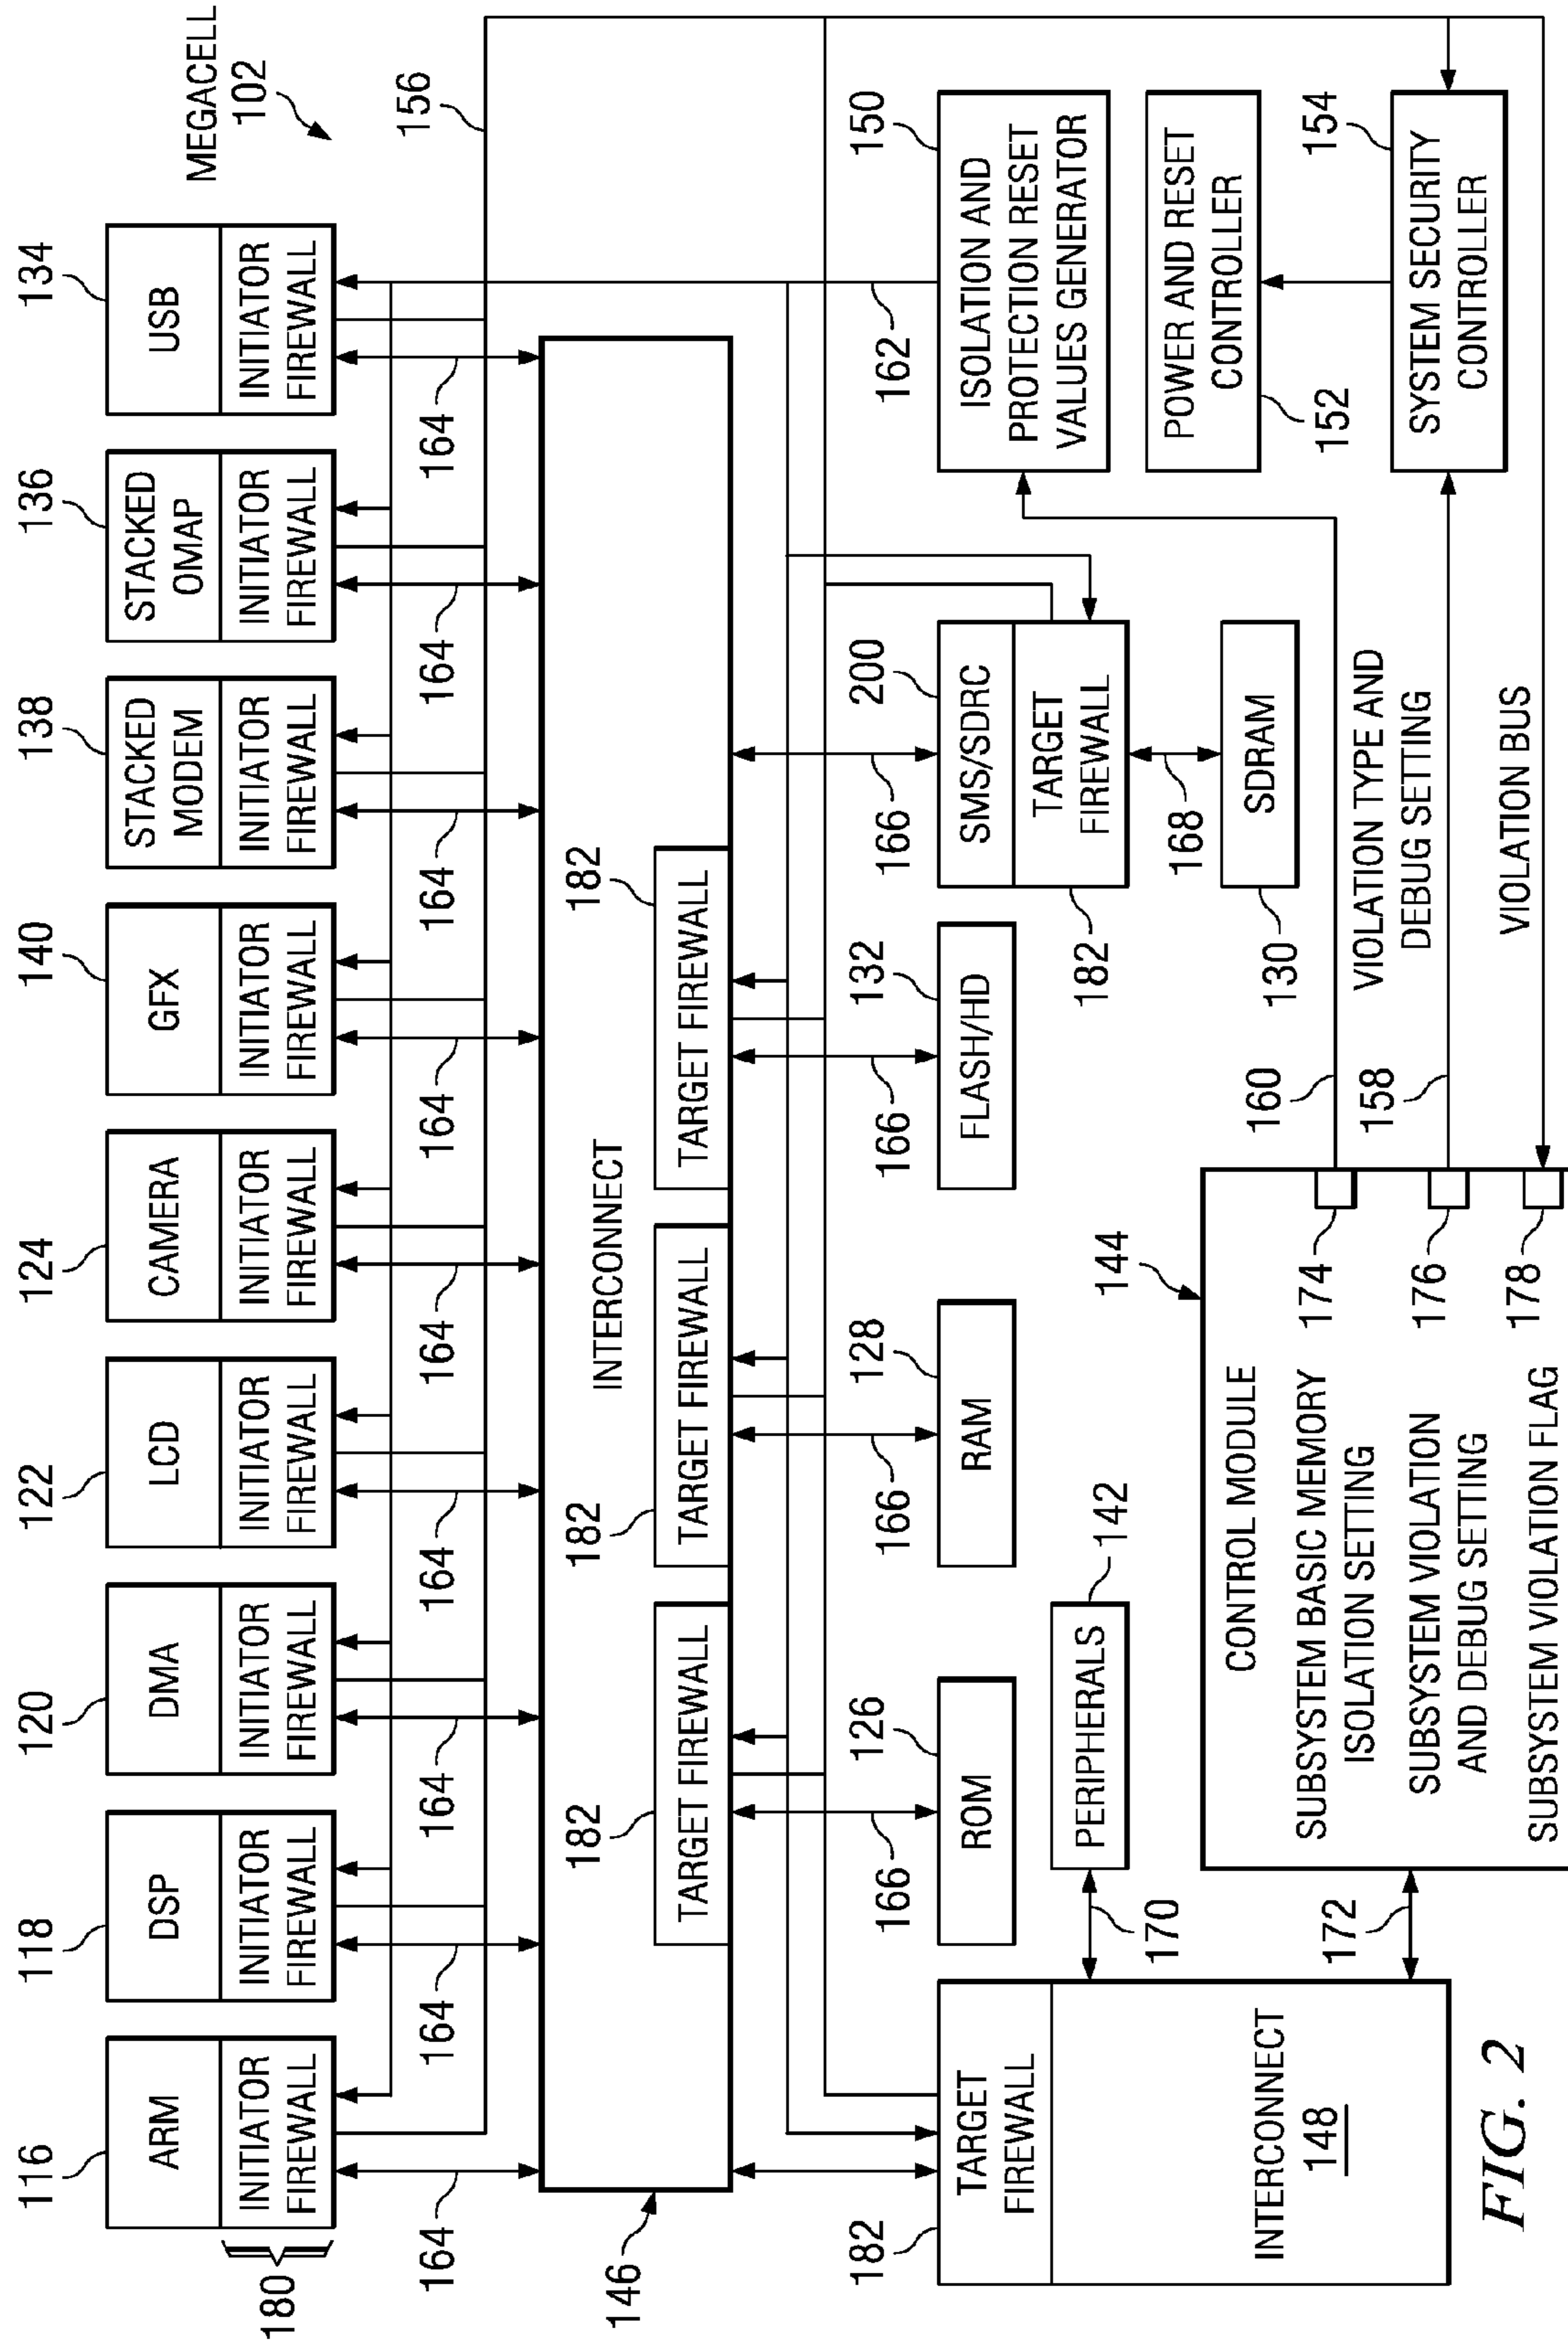 MEGACELL
102
116
118
120
122
124
140
138
136
134
ARM
DSP
DMA
LCD
CAMERA
GFX
STACKED
MODEM
STACKED
OMAP
USB
INITIATOR
FIREWALL
INITIATOR
FIREWALL
INITIATOR
FIREWALL
INITIATOR
FIREWALL
INITIATOR
FIREWALL
INITIATOR
FIREWALL
INITIATOR
FIREWALL
INITIATOR
FIREWALL
INITIATOR
FIREWALL
180
156
164
164
164
164
164
164
164
164
164
146
INTERCONNECT
182
182
182
TARGET FIREWALL
TARGET FIREWALL
TARGET FIREWALL
182
166
126
166
128
166
132
166
200
162
150
TARGET
FIREWALL
ROM
RAM
FLASH/HD
SMS/SDRC
TARGET
FIREWALL
182
168
SDRAM
130
ISOLATION AND
PROTECTION RESET
VALUES GENERATOR
POWER AND RESET
CONTROLLER
152
154
SYSTEM SECURITY
CONTROLLER
PERIPHERALS
142
170
172
INTERCONNECT
148
144
CONTROL MODULE
SUBSYSTEM BASIC MEMORY
ISOLATION SETTING
174
SUBSYSTEM VIOLATION
AND DEBUG SETTING
176
SUBSYSTEM VIOLATION FLAG
178
160
158
VIOLATION TYPE AND
DEBUG SETTING
VIOLATION BUS
FIG. 2